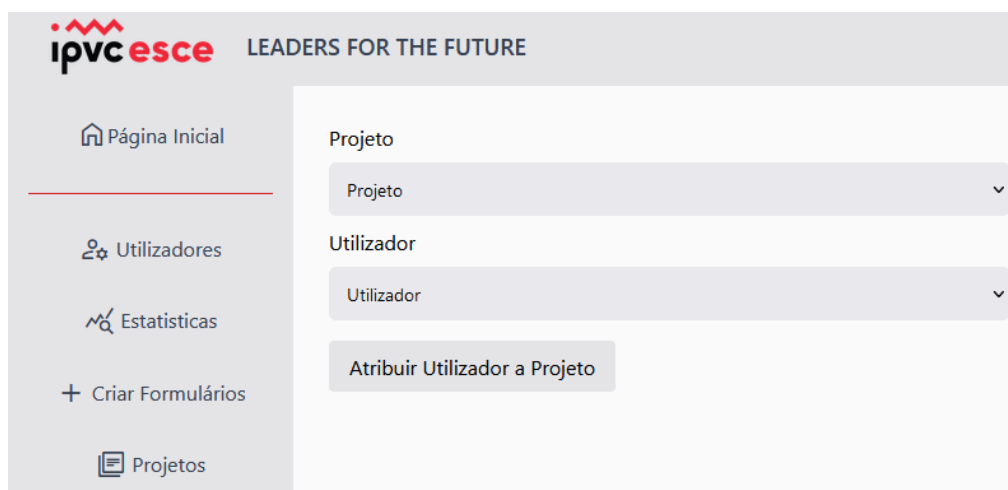 ipvc esce LEADERS FOR THE FUTURE
Página Inicial
Utilizadores
Estatisticas
Criar Formulários
Projetos
Projeto
Projeto
Utilizador
Utilizador
Atribuir Utilizador a Projeto